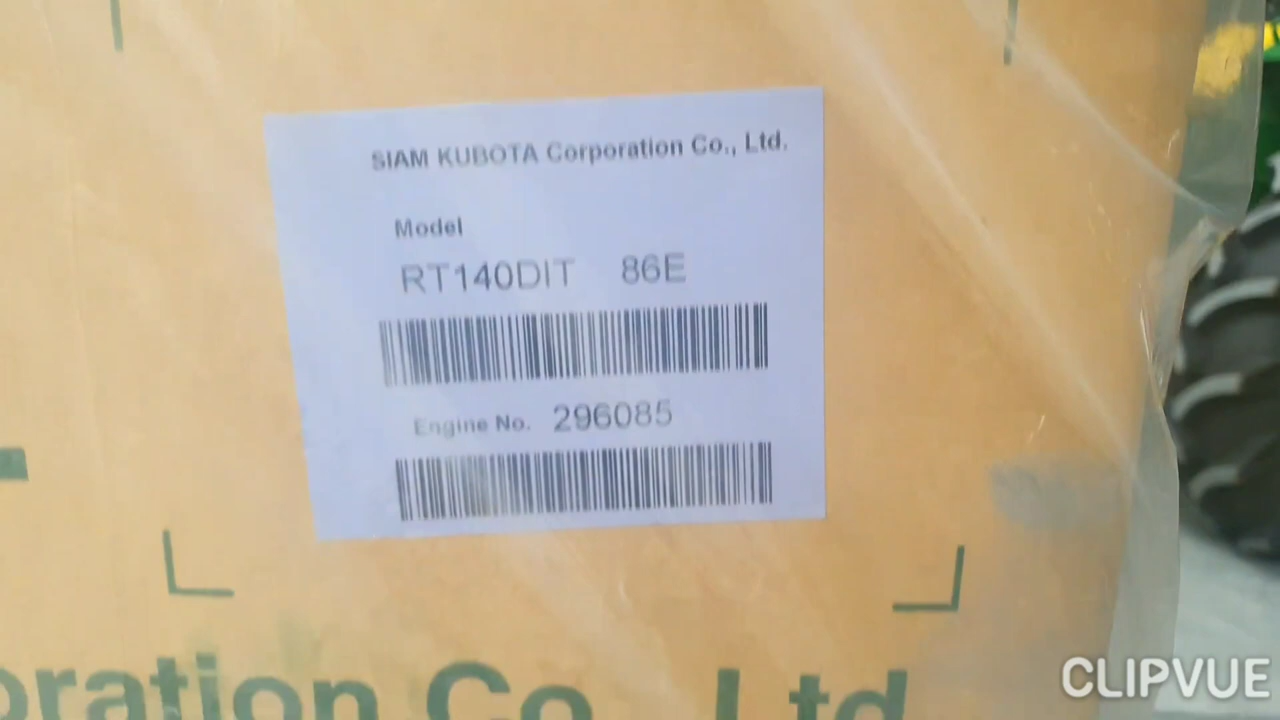 SIAM KUBOTA Corporation Co., Ltd.
Model
RT140DIT 86E
Engine No. 296085
oration Co., Ltd
CLIPVUE